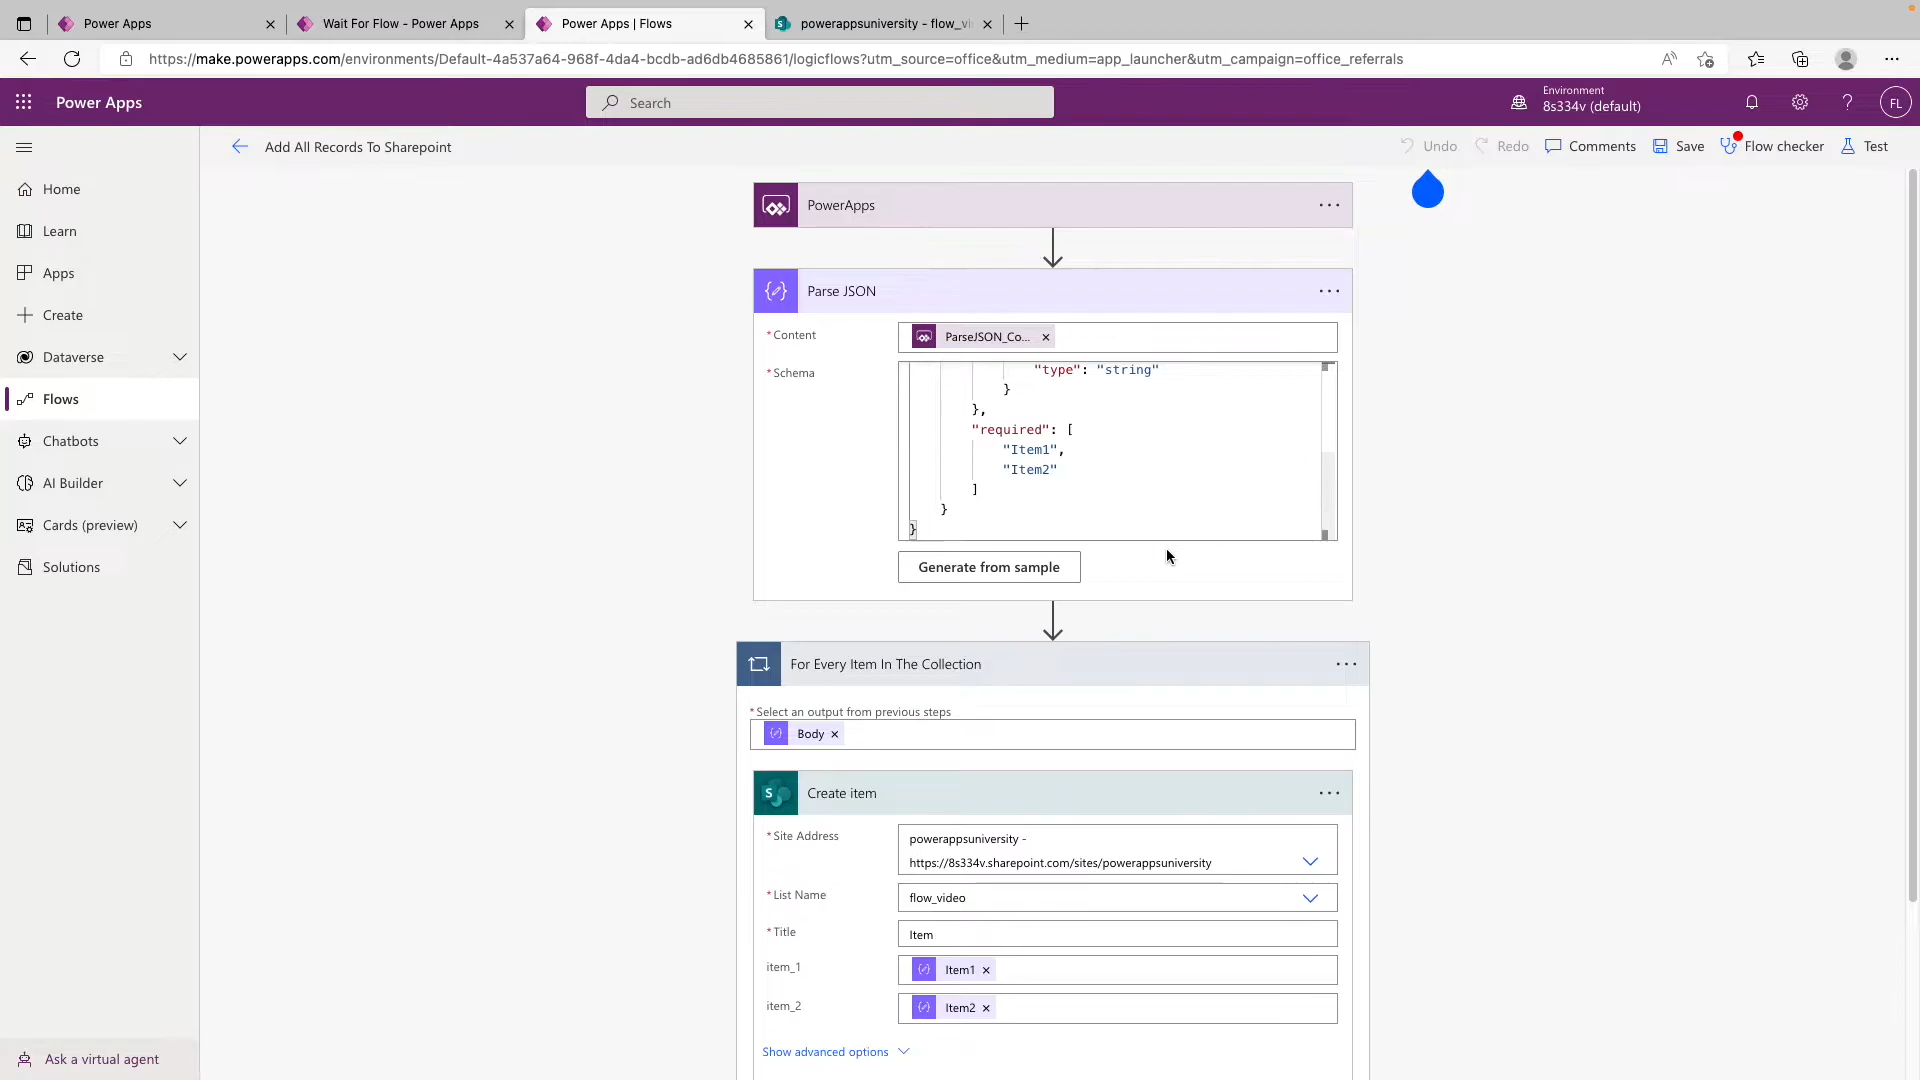 Power Apps
Wait For Flow - Power Apps
Power Apps | Flows
powerappsuniversity - flow_vi
https://make.powerapps.com/environments/Default-4a537a64-968f-4da4-bcdb-ad6db4685861/logicflows?utm_source=office&utm_medium=app_launcher&utm_campaign=office_referrals
Power Apps
Search
Environment
8s334v (default)
FL
Add All Records To Sharepoint
Undo
Redo
Comments
Save
Flow checker
Test
Home
Learn
Apps
Create
Dataverse
Flows
Chatbots
AI Builder
Cards (preview)
Solutions
Ask a virtual agent
PowerApps
Parse JSON
*Content
ParseJSON_Co...
*Schema
"type": "string"
}
},
"required": [
"Item1",
"Item2"
]
}
}
Generate from sample
For Every Item In The Collection
*Select an output from previous steps
Body
Create item
*Site Address
powerappsuniversity -
https://8s334v.sharepoint.com/sites/powerappsuniversity
*List Name
flow_video
*Title
Item
item_1
Item1
item_2
Item2
Show advanced options